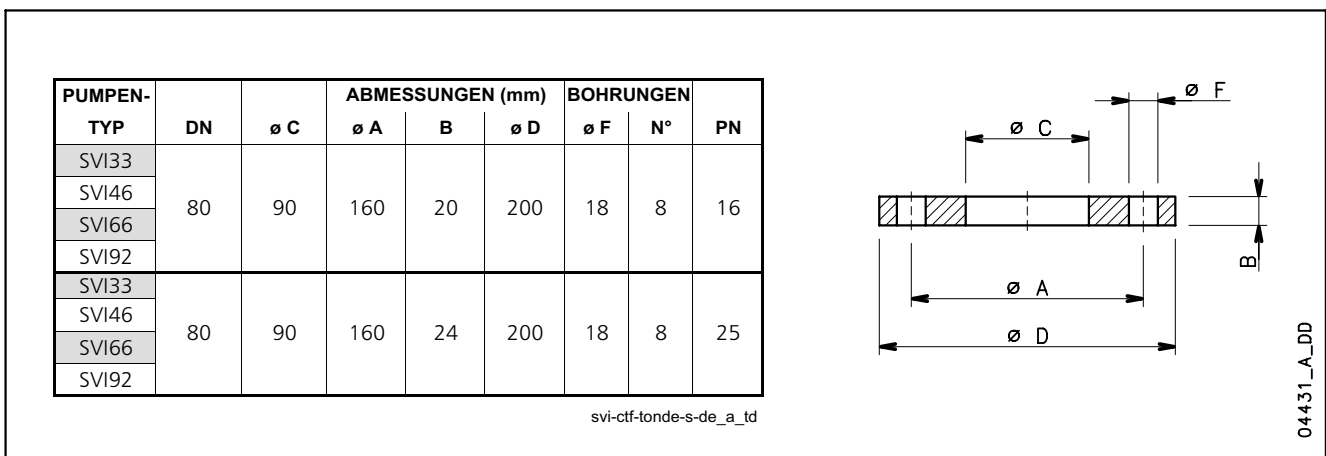 PUMPEN- ABMESSUNGEN (mm) BOHRUNGEN
TYP DN ø C ø A B ø D ø F N° PN
SVI33
SVI46
SVI66
SVI92
80 90 160 20 200 18 8 16
SVI33
SVI46
SVI66
SVI92
80 90 160 24 200 18 8 25
svi-ctf-tonde-s-de_a_td
ø F
ø C
B
ø A
ø D
04431_A_DD